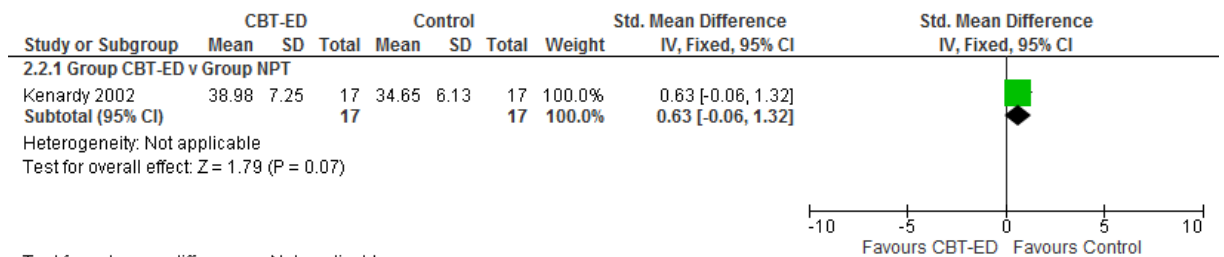 CBT-ED Control Std. Mean Difference Std. Mean Difference
Study or Subgroup Mean SD Total Mean SD Total Weight IV, Fixed, 95% CI IV, Fixed, 95% CI
2.2.1 Group CBT-ED v Group NPT
Kenardy 2002 38.98 7.25 17 34.65 6.13 17 100.0% 0.63 [-0.06, 1.32]
Subtotal (95% CI) 17 17 100.0% 0.63 [-0.06, 1.32]
Heterogeneity: Not applicable
Test for overall effect: Z = 1.79 (P = 0.07)
-10 -5 0 5 10
Favours CBT-ED Favours Control